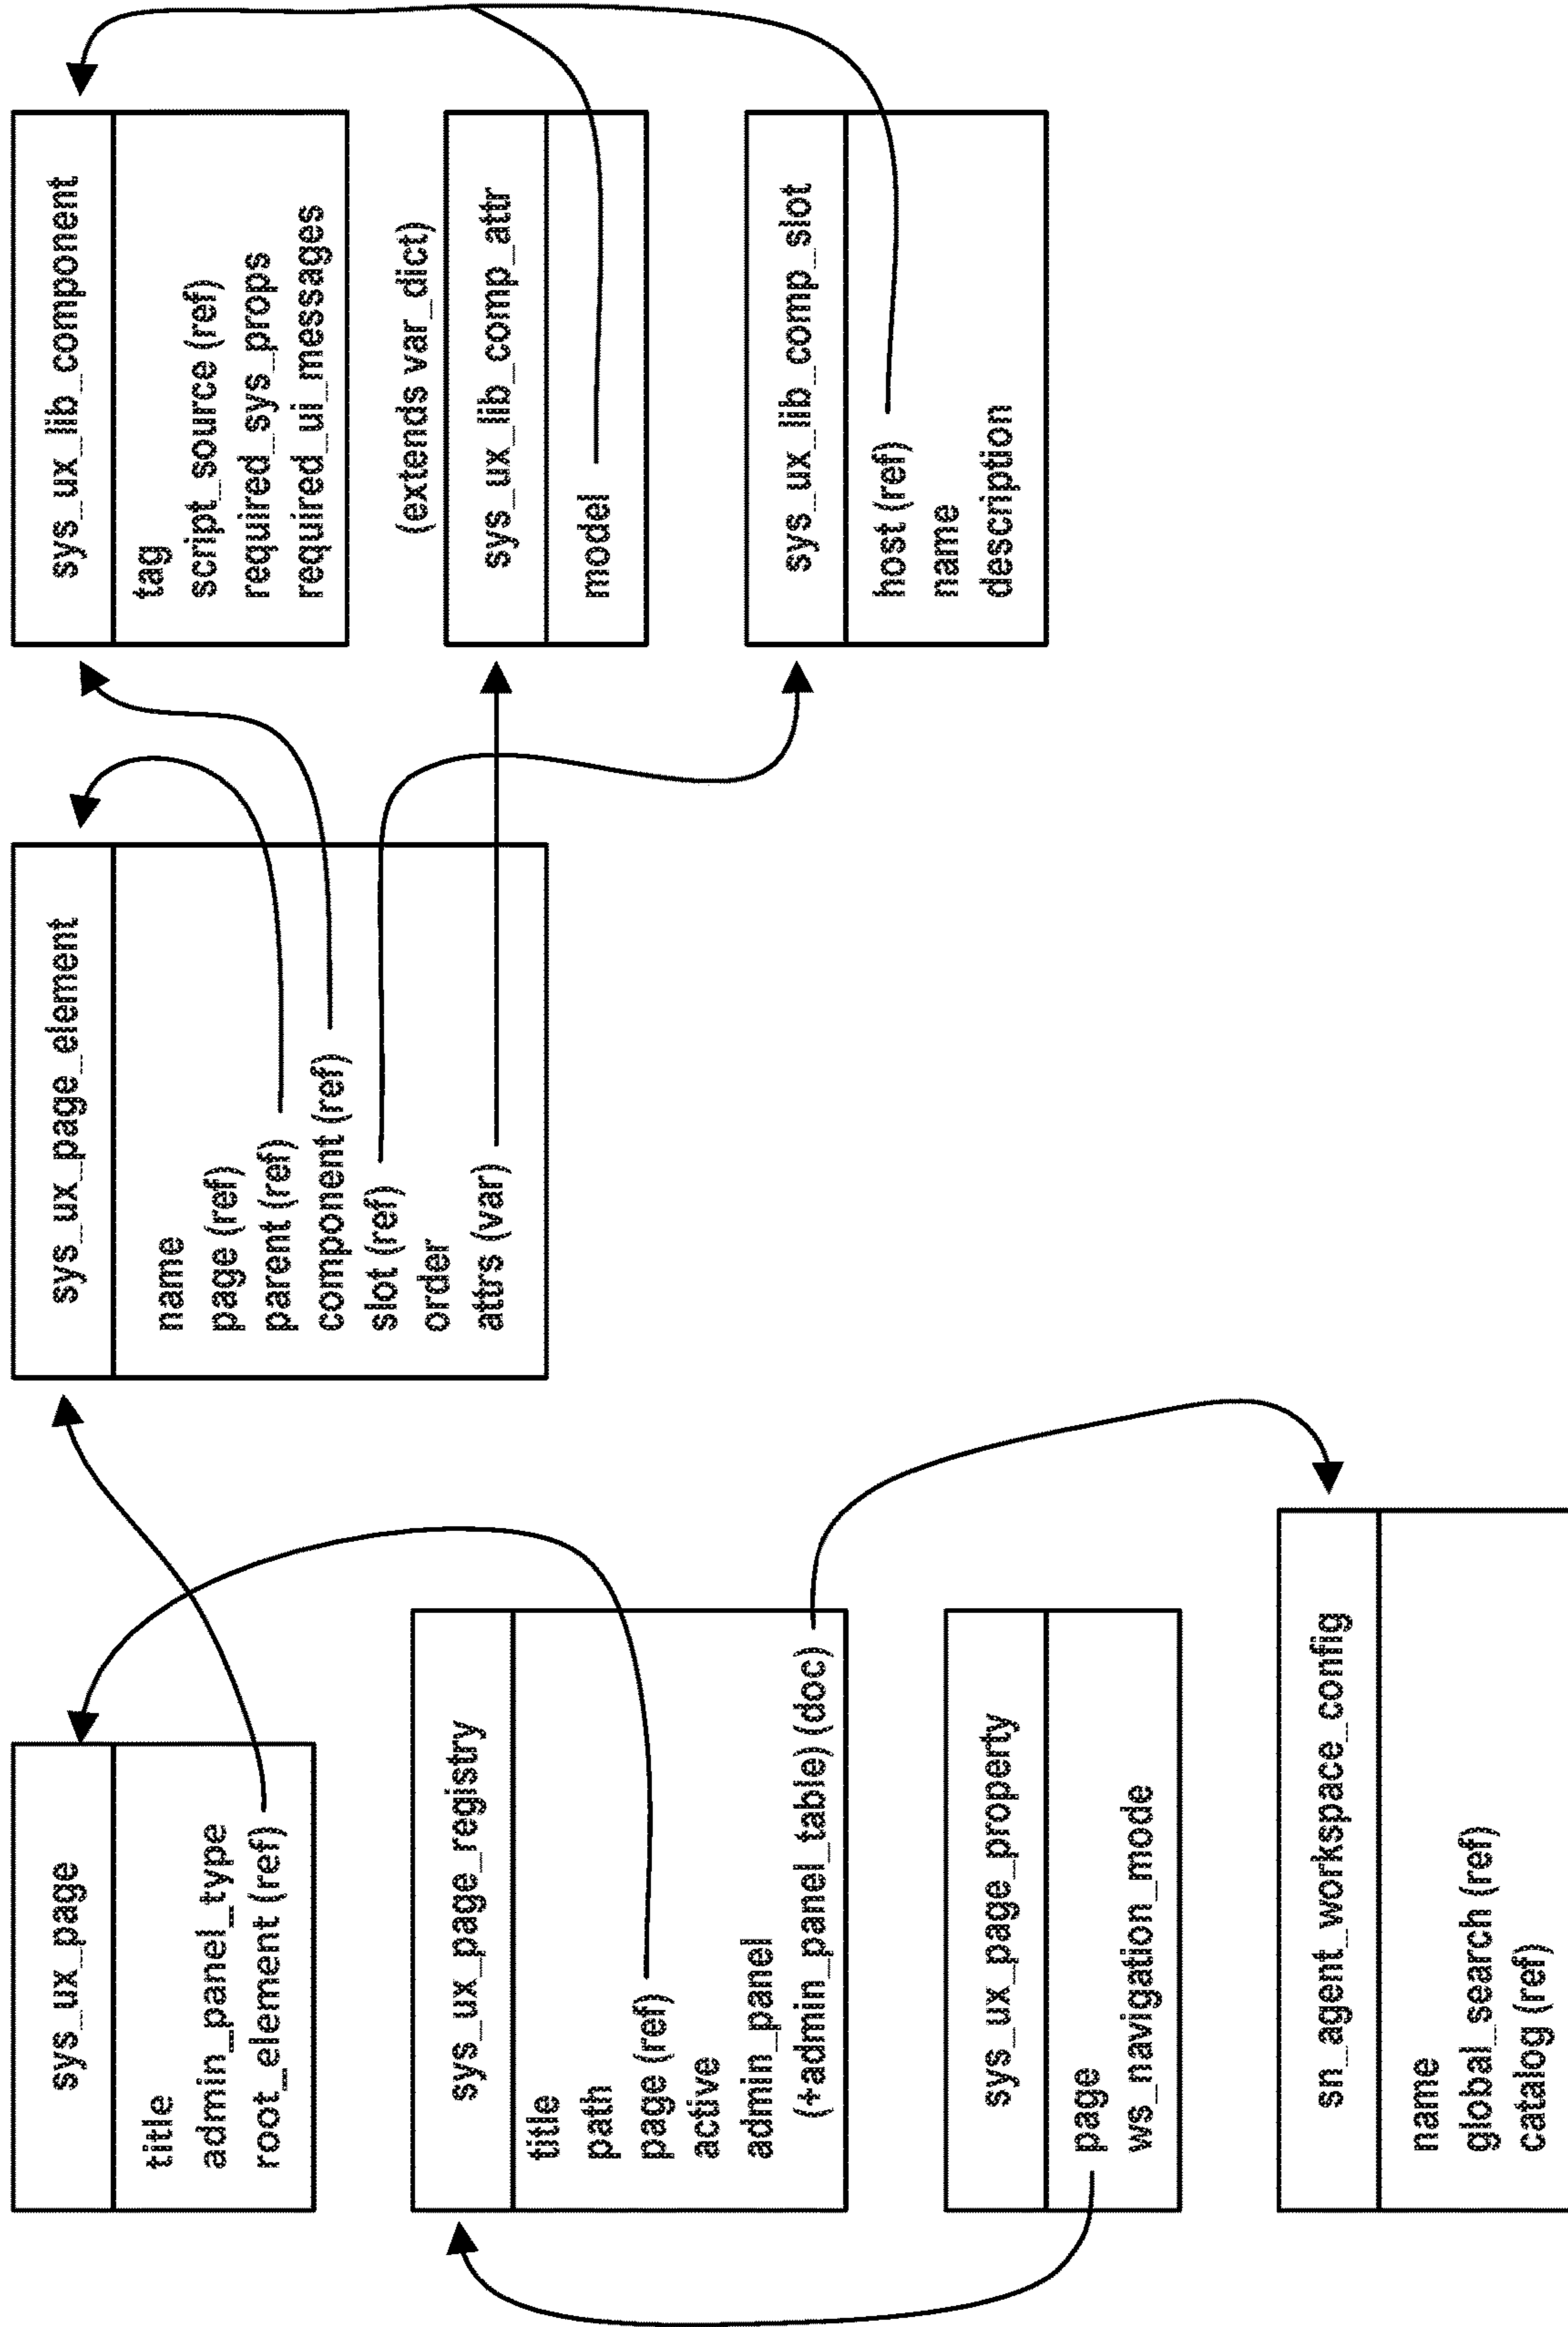 sys_ux_page
title
admin_panel_type
root_element (ref)
sys_ux_page_registry
title
path
page (ref)
active
admin_panel
(+admin_panel_table) (doc)
sys_ux_page_property
page
ws_navigation_mode
sn_agent_workspace_config
name
global_search (ref)
catalog (ref)
sys_ux_page_element
name
page (ref)
parent (ref)
component (ref)
slot (ref)
order
attrs (var)
sys_ux_lib_component
tag
script_source (ref)
required_sys_props
required_ui_messages
(extends var_dict)
sys_ux_lib_comp_attr
model
sys_ux_lib_comp_slot
host (ref)
name
description